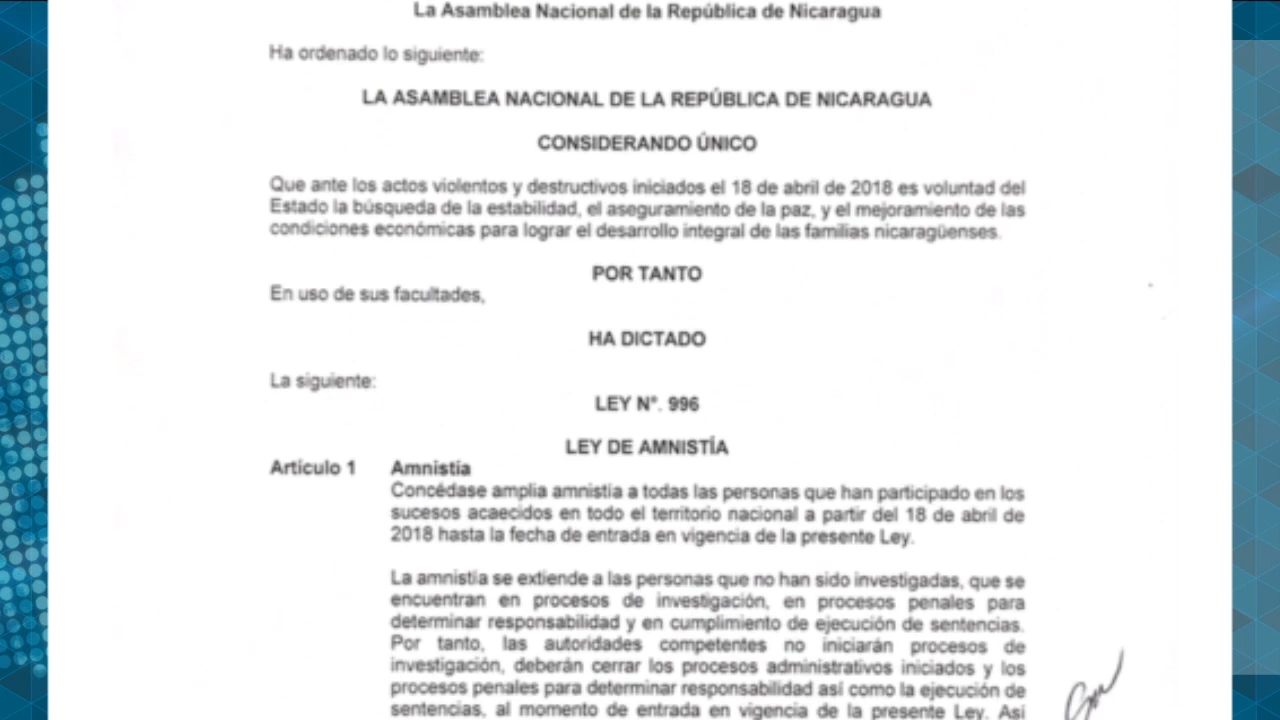 La Asamblea Nacional de la República de Nicaragua
Ha ordenado lo siguiente:
LA ASAMBLEA NACIONAL DE LA REPÚBLICA DE NICARAGUA
CONSIDERANDO ÚNICO
Que ante los actos violentos y destructivos iniciados el 18 de abril de 2018 es voluntad del
Estado la búsqueda de la estabilidad, el aseguramiento de la paz, y el mejoramiento de las
condiciones económicas para lograr el desarrollo integral de las familias nicaragüenses.
POR TANTO
En uso de sus facultades,
HA DICTADO
La siguiente:
LEY N°. 996
LEY DE AMNISTÍA
Artículo 1 Amnistía
Concédase amplia amnistía a todas las personas que han participado en los
sucesos acaecidos en todo el territorio nacional a partir del 18 de abril de
2018 hasta la fecha de entrada en vigencia de la presente Ley.
La amnistía se extiende a las personas que no han sido investigadas, que se
encuentran en procesos de investigación, en procesos penales para
determinar responsabilidad y en cumplimiento de ejecución de sentencias.
Por tanto, las autoridades competentes no iniciarán procesos de
investigación, deberán cerrar los procesos administrativos iniciados y los
procesos penales para determinar responsabilidad así como la ejecución de
sentencias, al momento de entrada en vigencia de la presente Ley. Así